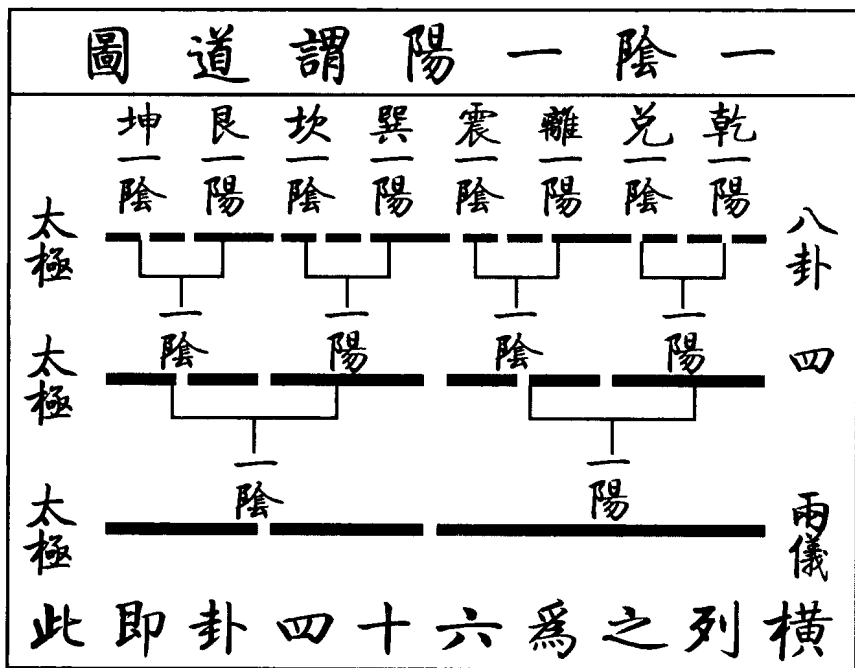 一陰一陽謂道圖
乾一陽
兌一陰
離一陽
震一陰
巽一陽
坎一陰
艮一陽
坤一陰
八卦
太極
一陽
一陰
一陽
一陰
四
太極
一陽
一陰
兩儀
太極
橫列之爲六十四卦即此